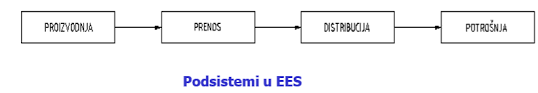 PROIZVODNJA PRENOS DISTRIBUCIJA POTROŠNJA
Podsistemi u EES